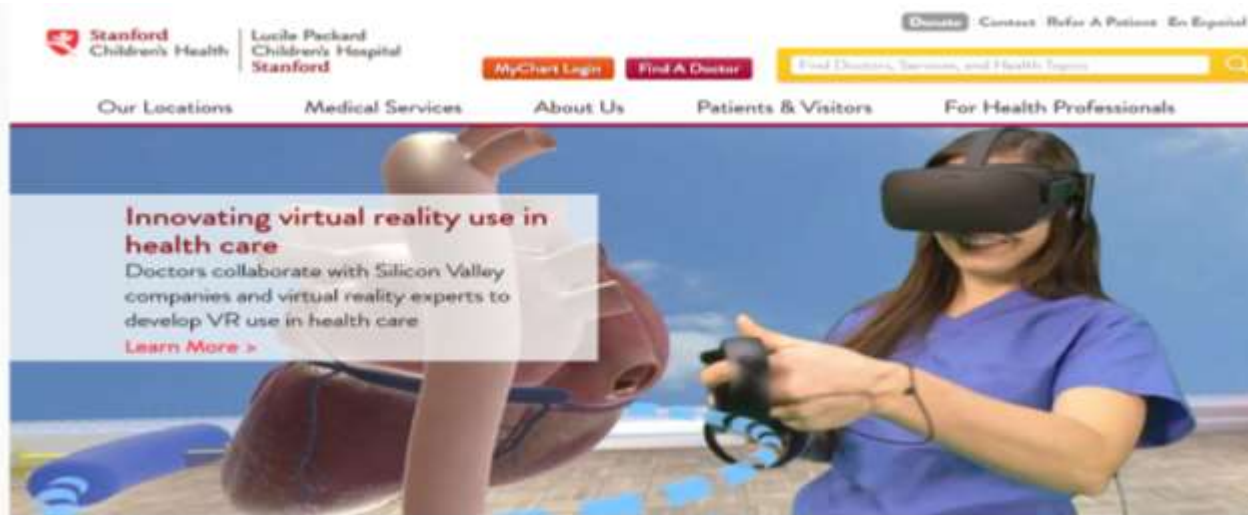 Stanford
Children's Health
Lucile Packard
Children's Hospital
Stanford
Donate Contact Refer A Patient En Español
MyChart Login Find A Doctor Find Doctors, Services, and Health Topics
Our Locations Medical Services About Us Patients & Visitors For Health Professionals
Innovating virtual reality use in
health care
Doctors collaborate with Silicon Valley
companies and virtual reality experts to
develop VR use in health care
Learn More >